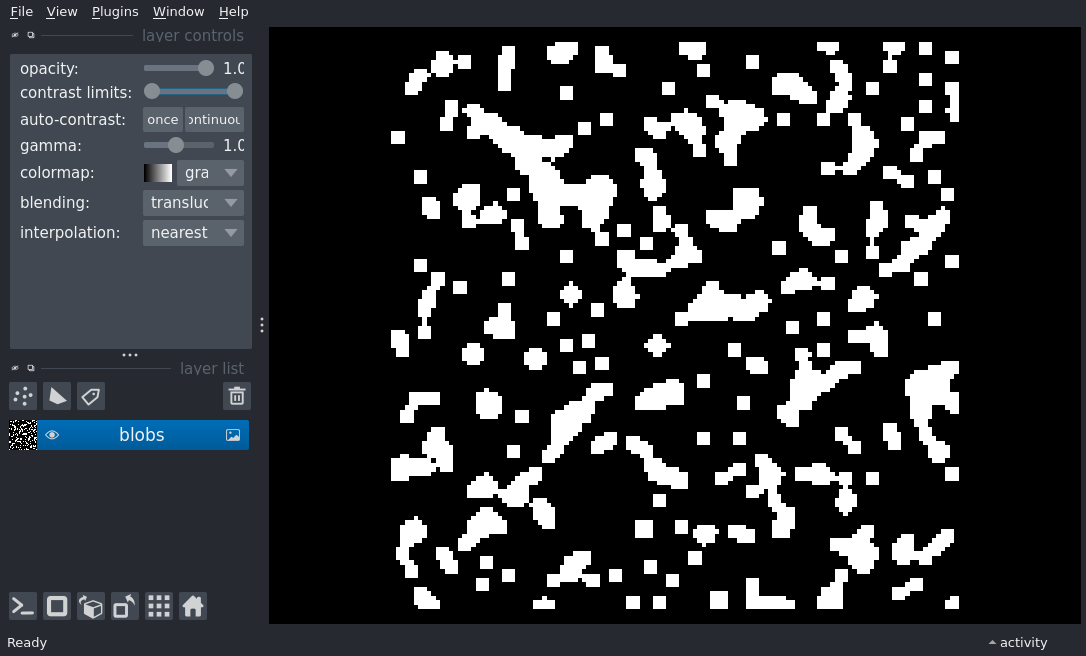 File View Plugins Window Help
layer controls
opacity: 1.0
contrast limits:
auto-contrast: once ontinuou
gamma: 1.0
colormap: gra
blending: transluc
interpolation: nearest
layer list
blobs
Ready
activity